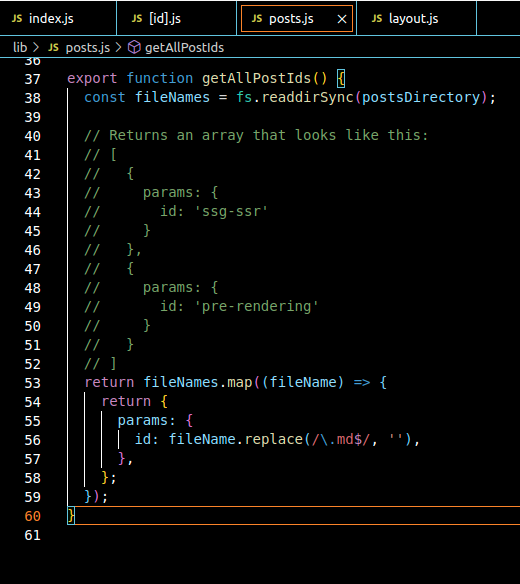 JS index.js JS [id].js JS posts.js × JS layout.js
lib > JS posts.js > getAllPostIds
36
37 export function getAllPostIds() {
38   const fileNames = fs.readdirSync(postsDirectory);
39
40   // Returns an array that looks like this:
41   // [
42   //   {
43   //     params: {
44   //       id: 'ssg-ssr'
45   //     }
46   //   },
47   //   {
48   //     params: {
49   //       id: 'pre-rendering'
50   //     }
51   //   }
52   // ]
53   return fileNames.map((fileName) => {
54     return {
55       params: {
56         id: fileName.replace(/\.md$/, ''),
57       },
58     };
59   });
60 }
61